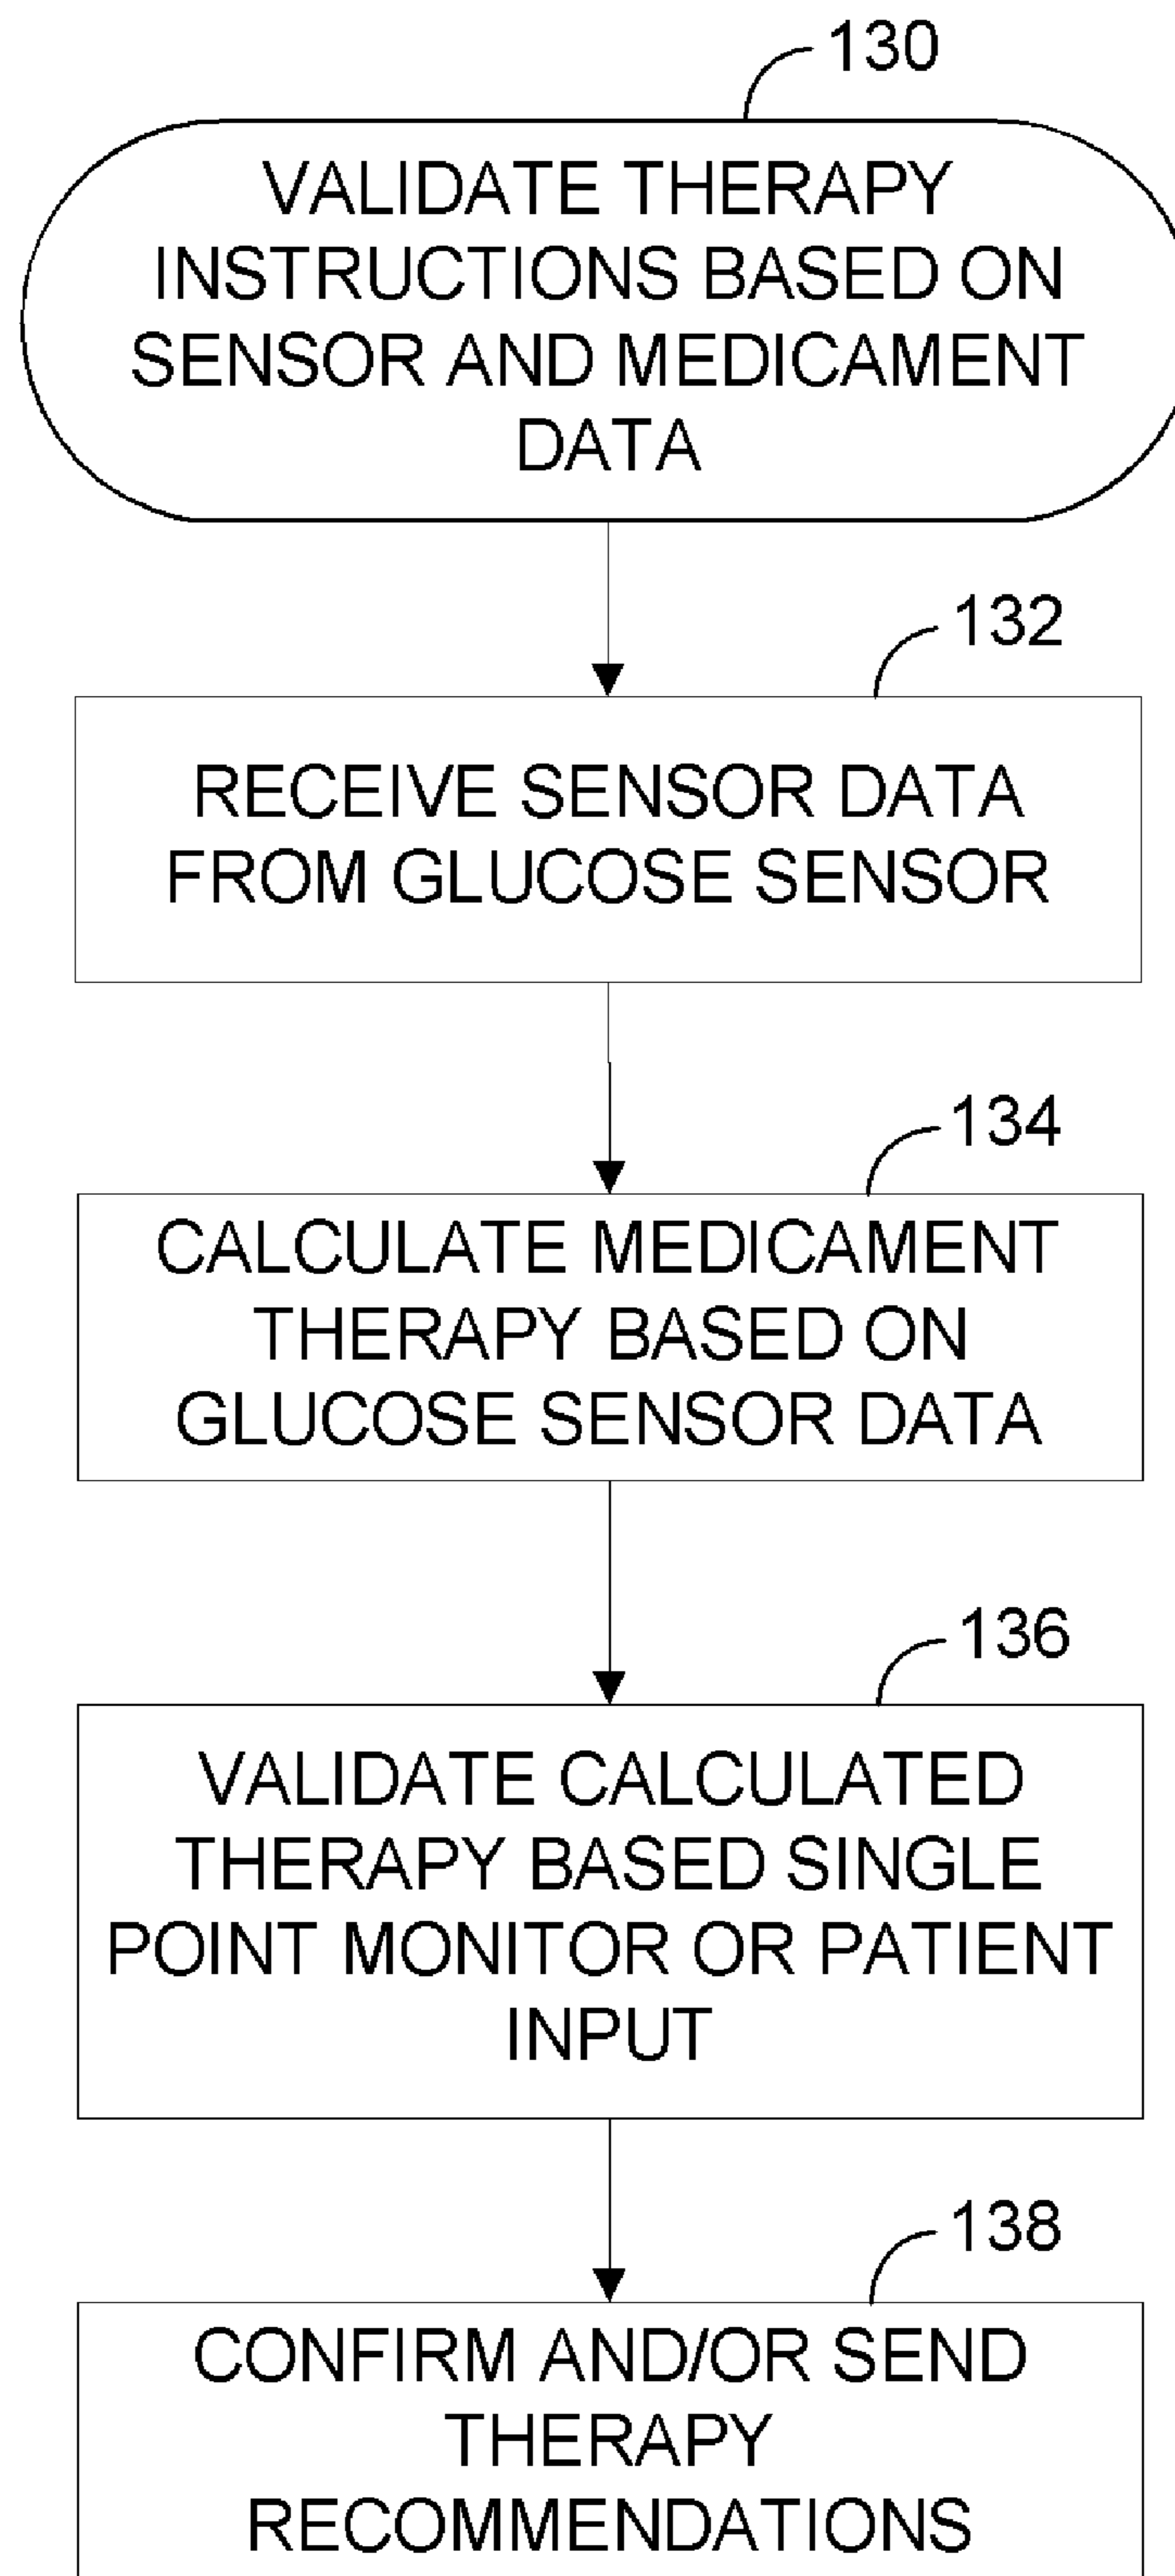 130
VALIDATE THERAPY
INSTRUCTIONS BASED ON
SENSOR AND MEDICAMENT
DATA
132
RECEIVE SENSOR DATA
FROM GLUCOSE SENSOR
134
CALCULATE MEDICAMENT
THERAPY BASED ON
GLUCOSE SENSOR DATA
136
VALIDATE CALCULATED
THERAPY BASED SINGLE
POINT MONITOR OR PATIENT
INPUT
138
CONFIRM AND/OR SEND
THERAPY
RECOMMENDATIONS